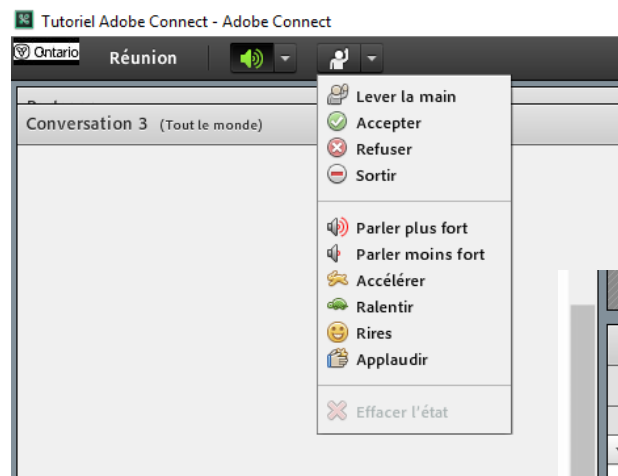 Tutoriel Adobe Connect - Adobe Connect
Ontario Réunion
Lever la main
Conversation 3 (Tout le monde)
Accepter
Refuser
Sortir
Parler plus fort
Parler moins fort
Accélérer
Ralentir
Rires
Applaudir
Effacer l'état